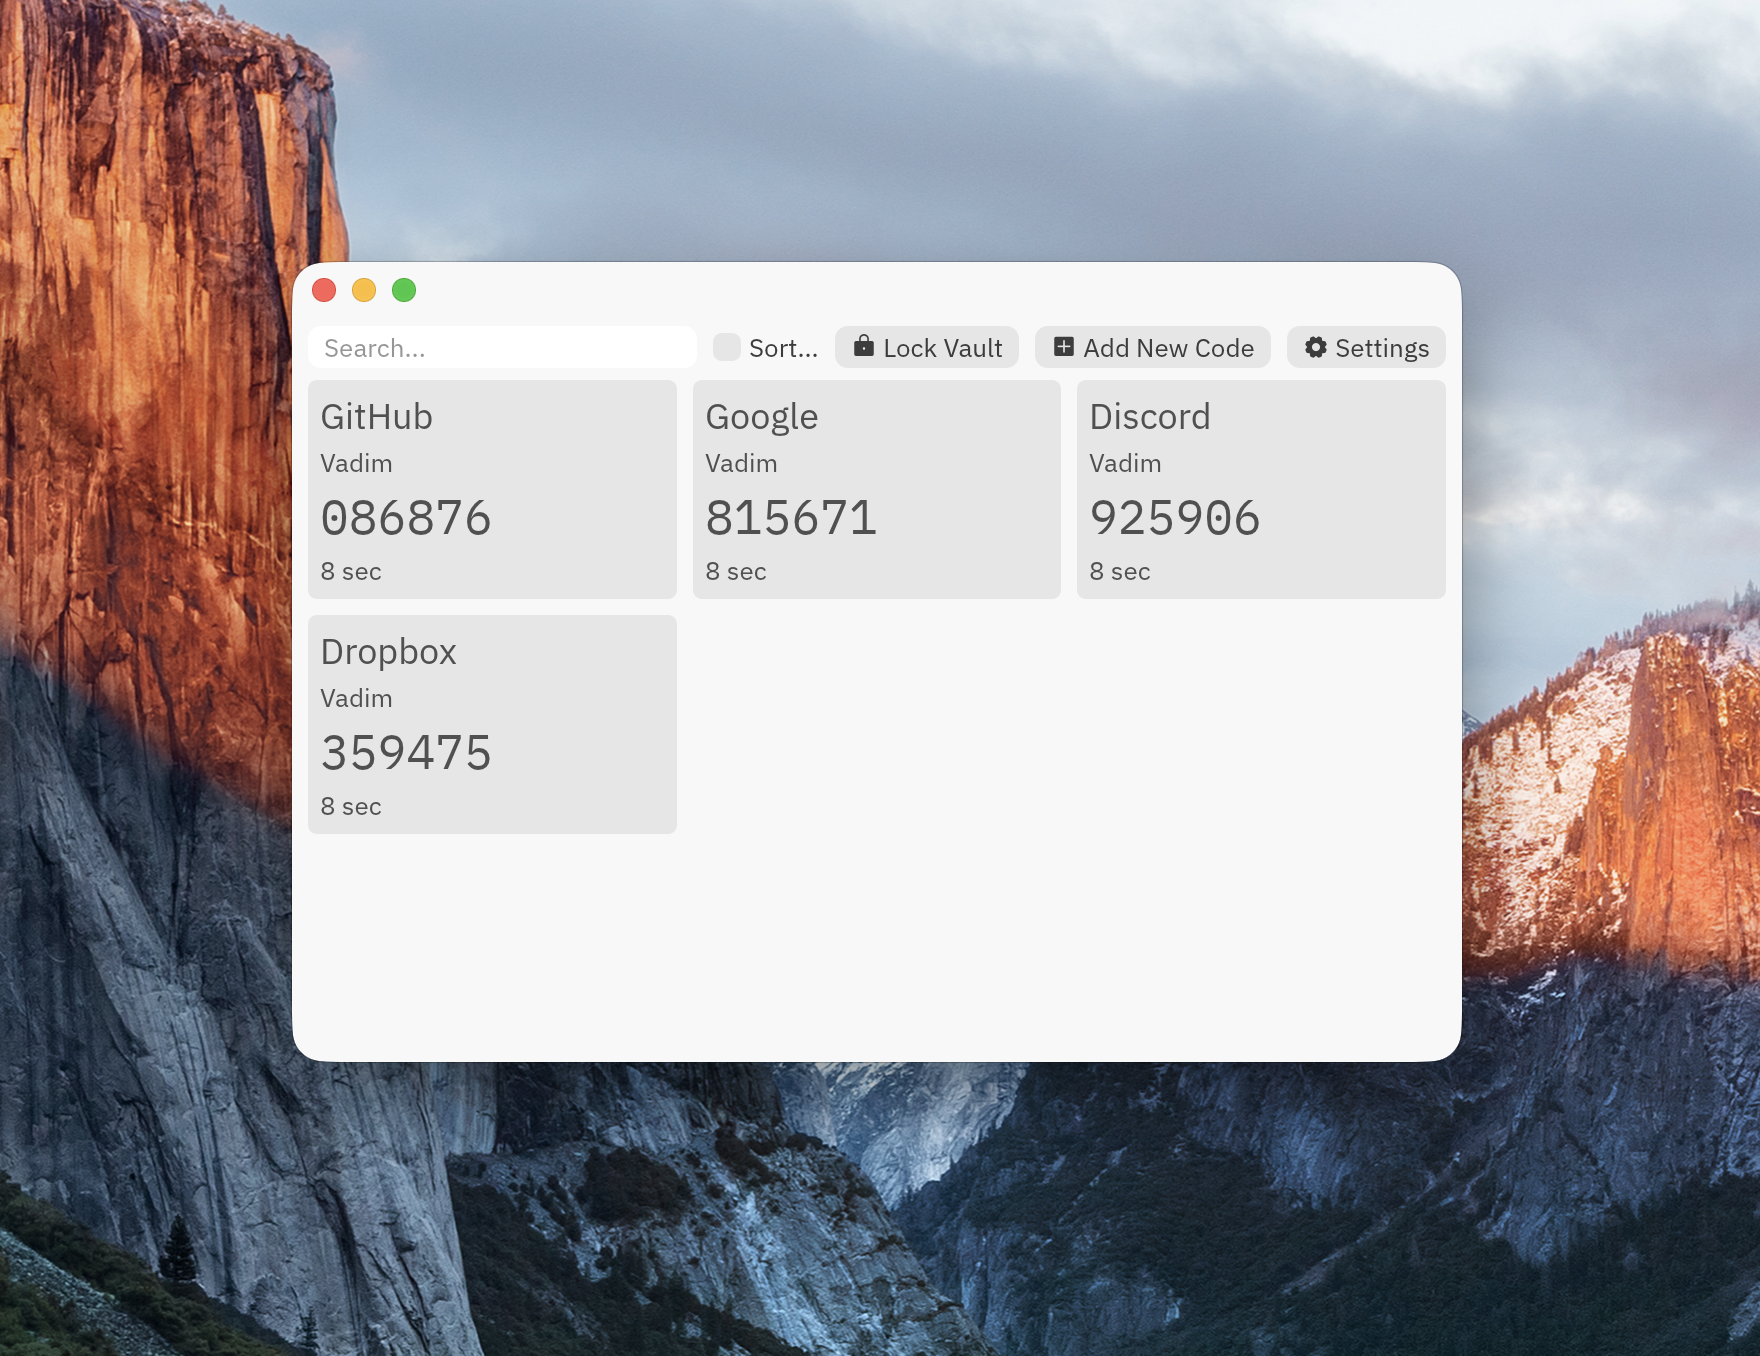 Search...
Sort...
Lock Vault
Add New Code
Settings
GitHub
Vadim
086876
8 sec
Google
Vadim
815671
8 sec
Discord
Vadim
925906
8 sec
Dropbox
Vadim
359475
8 sec